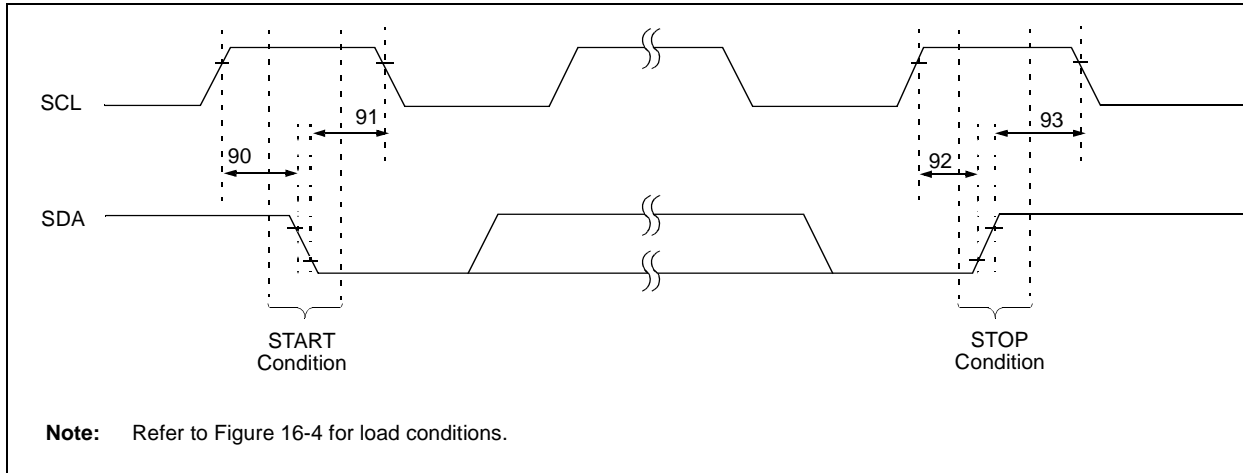 SCL
91
93
90
92
SDA
START
Condition
STOP
Condition
Note: Refer to Figure 16-4 for load conditions.